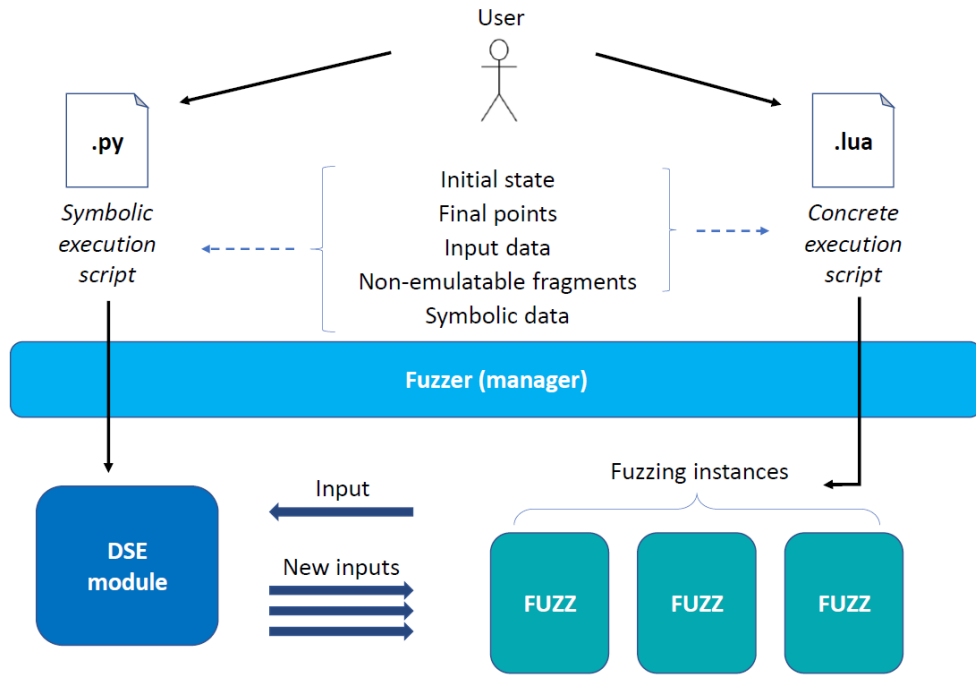 User
.py
.lua
Symbolic
execution
script
Initial state
Final points
Input data
Non-emulatable fragments
Symbolic data
Concrete
execution
script
Fuzzer (manager)
Fuzzing instances
Input
DSE
module
New inputs
FUZZ
FUZZ
FUZZ